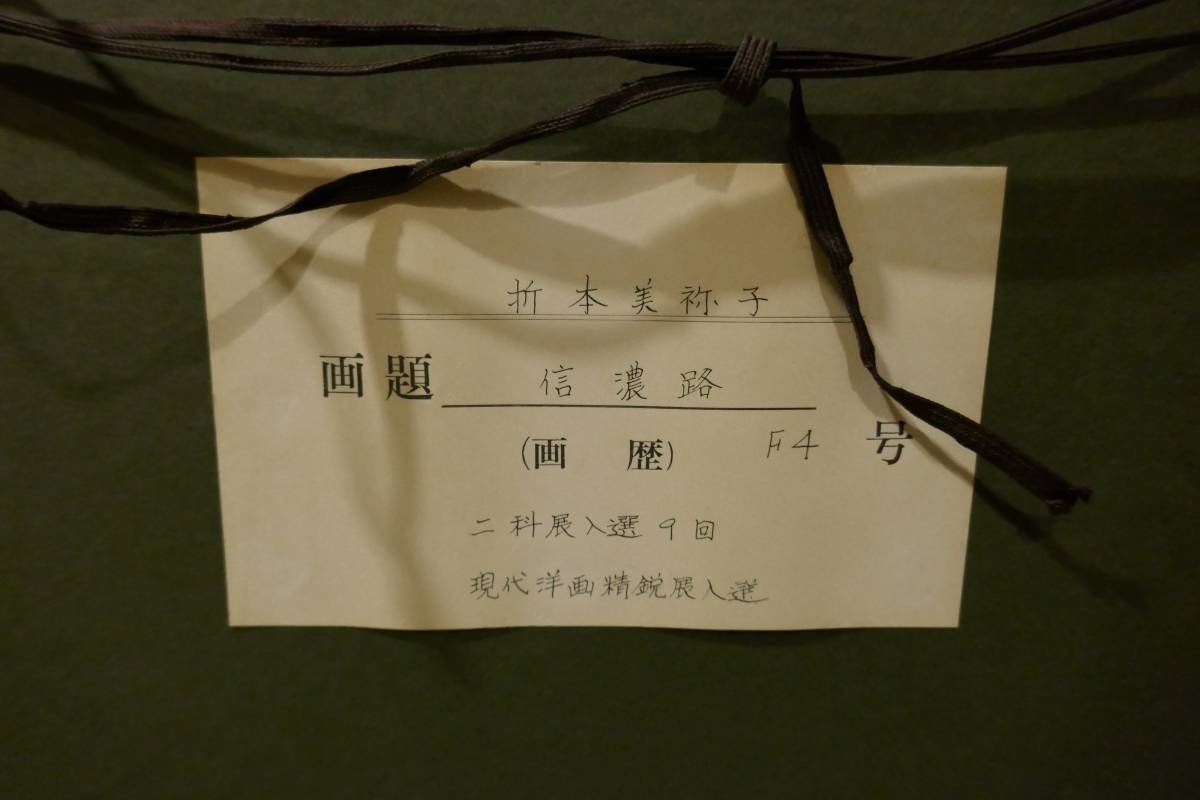 折本美祢子
画題 信濃路
(画歴) F4 号
二科展入選9回
現代洋画精鋭展入選